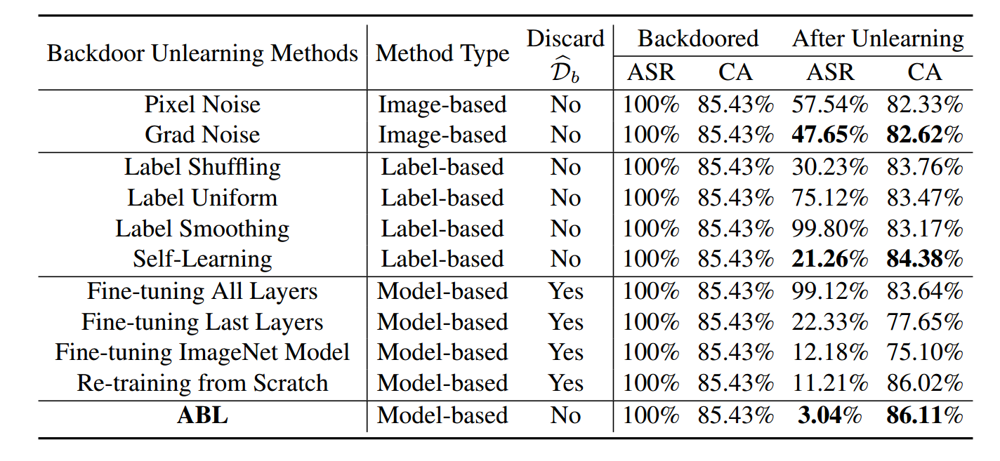 Backdoor Unlearning Methods Method Type Discard D̂_b Backdoored After Unlearning
ASR CA ASR CA
Pixel Noise Image-based No 100% 85.43% 57.54% 82.33%
Grad Noise Image-based No 100% 85.43% 47.65% 82.62%
Label Shuffling Label-based No 100% 85.43% 30.23% 83.76%
Label Uniform Label-based No 100% 85.43% 75.12% 83.47%
Label Smoothing Label-based No 100% 85.43% 99.80% 83.17%
Self-Learning Label-based No 100% 85.43% 21.26% 84.38%
Fine-tuning All Layers Model-based Yes 100% 85.43% 99.12% 83.64%
Fine-tuning Last Layers Model-based Yes 100% 85.43% 22.33% 77.65%
Fine-tuning ImageNet Model Model-based Yes 100% 85.43% 12.18% 75.10%
Re-training from Scratch Model-based Yes 100% 85.43% 11.21% 86.02%
ABL Model-based No 100% 85.43% 3.04% 86.11%